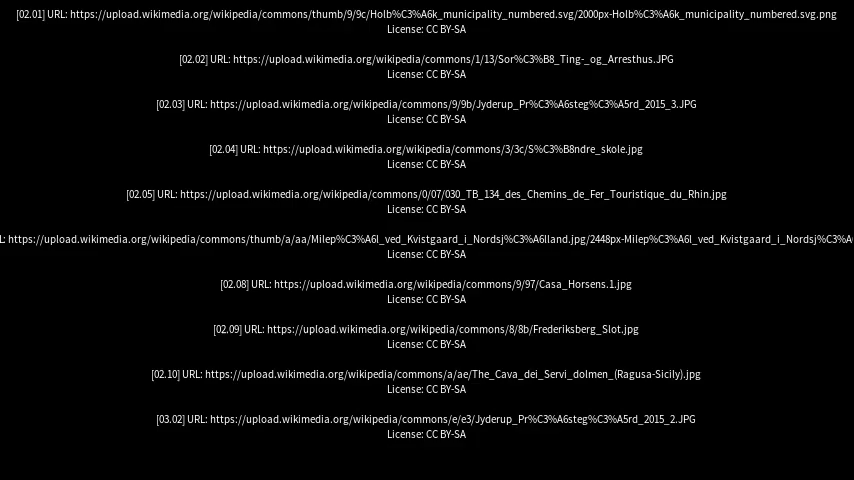 [02.01] URL: https://upload.wikimedia.org/wikipedia/commons/thumb/9/9c/Holb%C3%A6k_municipality_numbered.svg/2000px-Holb%C3%A6k_municipality_numbered.svg.png
License: CC BY-SA
[02.02] URL: https://upload.wikimedia.org/wikipedia/commons/1/13/Sor%C3%B8_Ting-_og_Arresthus.JPG
License: CC BY-SA
[02.03] URL: https://upload.wikimedia.org/wikipedia/commons/9/9b/Jyderup_Pr%C3%A6steg%C3%A5rd_2015_3.JPG
License: CC BY-SA
[02.04] URL: https://upload.wikimedia.org/wikipedia/commons/3/3c/S%C3%B8ndre_skole.jpg
License: CC BY-SA
[02.05] URL: https://upload.wikimedia.org/wikipedia/commons/0/07/030_TB_134_des_Chemins_de_Fer_Touristique_du_Rhin.jpg
License: CC BY-SA
L: https://upload.wikimedia.org/wikipedia/commons/thumb/a/aa/Milep%C3%A6l_ved_Kvistgaard_i_Nordsj%C3%A6lland.jpg/2448px-Milep%C3%A6l_ved_Kvistgaard_i_Nordsj%C3%A
License: CC BY-SA
[02.08] URL: https://upload.wikimedia.org/wikipedia/commons/9/97/Casa_Horsens.1.jpg
License: CC BY-SA
[02.09] URL: https://upload.wikimedia.org/wikipedia/commons/8/8b/Frederiksberg_Slot.jpg
License: CC BY-SA
[02.10] URL: https://upload.wikimedia.org/wikipedia/commons/a/ae/The_Cava_dei_Servi_dolmen_(Ragusa-Sicily).jpg
License: CC BY-SA
[03.02] URL: https://upload.wikimedia.org/wikipedia/commons/e/e3/Jyderup_Pr%C3%A6steg%C3%A5rd_2015_2.JPG
License: CC BY-SA